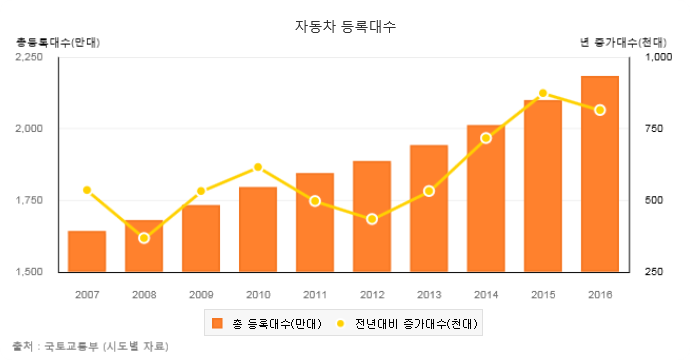 자동차 등록대수
총등록대수(만대) 년 증가대수(천대)
2,250 1,000
2,000 750
1,750 500
1,500 250
2007 2008 2009 2010 2011 2012 2013 2014 2015 2016
총 등록대수(만대) 전년대비 증가대수(천대)
출처 : 국토교통부 (시도별 자료)